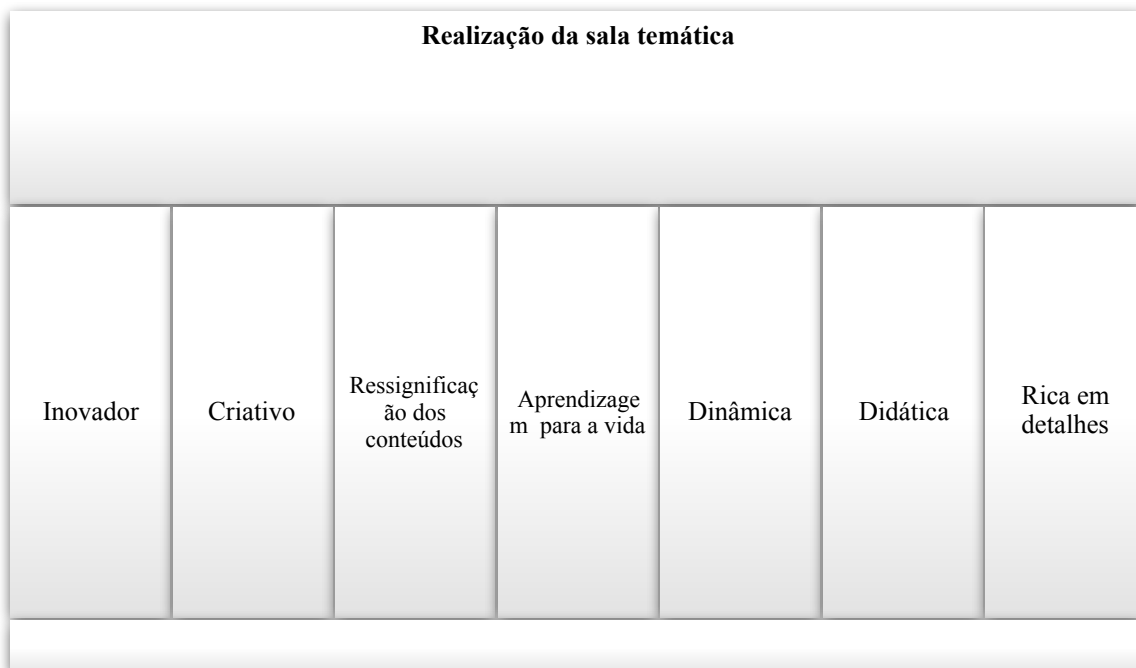 Realização da sala temática
Inovador
Criativo
Ressignificaç
ão dos
conteúdos
Aprendizage
m  para a vida
Dinâmica
Didática
Rica em
detalhes